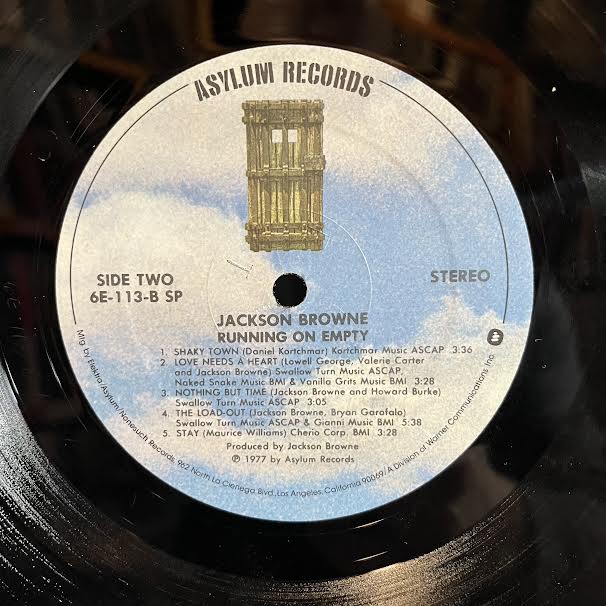 ASYLUM RECORDS
SIDE TWO
6E-113-B SP
STEREO
JACKSON BROWNE
RUNNING ON EMPTY
1. SHAKY TOWN (Daniel Kortchmar) Kortchmar Music ASCAP 3:36
2. LOVE NEEDS A HEART (Lowell George, Valerie Carter
and Jackson Browne) Swallow Turn Music ASCAP,
Naked Snake Music BMI & Vanilla Grits Music BMI 3:28
3. NOTHING BUT TIME (Jackson Browne and Howard Burke)
Swallow Turn Music ASCAP 3:05
4. THE LOAD-OUT (Jackson Browne, Bryan Garofalo)
Swallow Turn Music ASCAP & Gianni Music BMI 5:38
5. STAY (Maurice Williams) Cherio Corp. BMI 3:28
Produced by Jackson Browne
℗ 1977 by Asylum Records
Mfg. by Elektra/Asylum/Nonesuch Records, 962 North La Cienega Blvd., Los Angeles, California 90069/A Division of Warner Communications Inc.